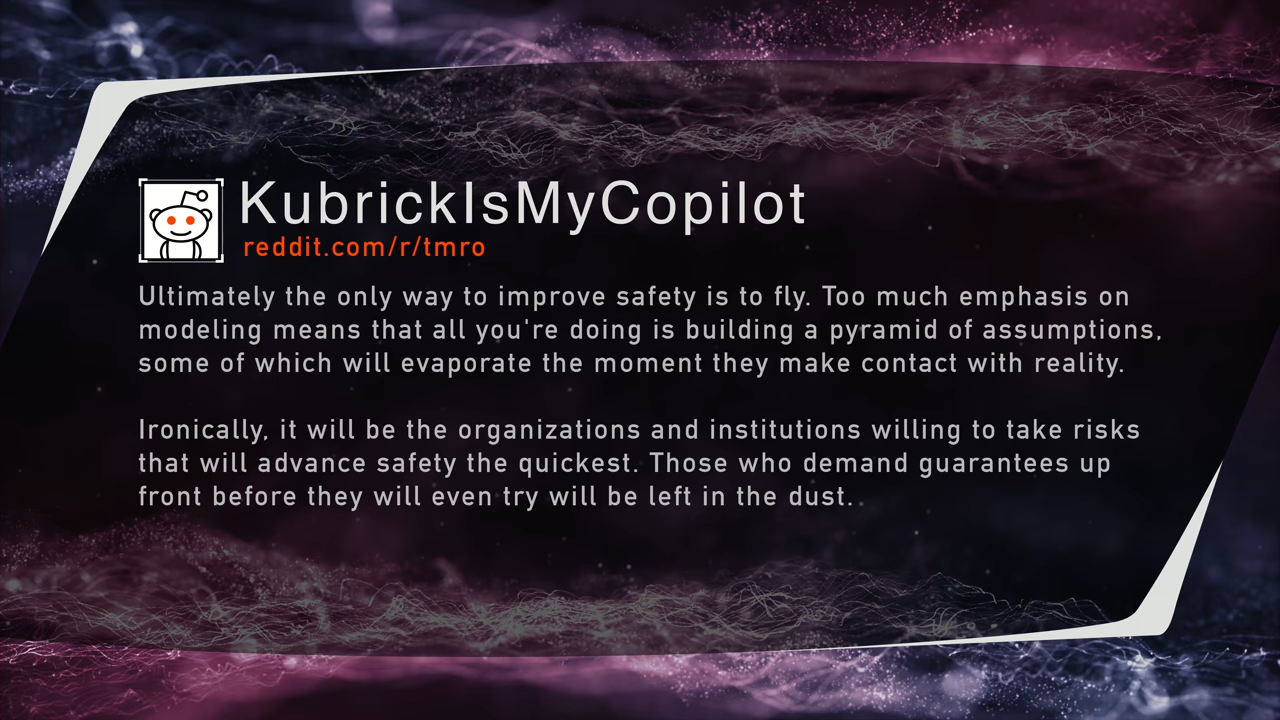 KubrickIsMyCopilot
reddit.com/r/tmro
Ultimately the only way to improve safety is to fly. Too much emphasis on
modeling means that all you're doing is building a pyramid of assumptions,
some of which will evaporate the moment they make contact with reality.
Ironically, it will be the organizations and institutions willing to take risks
that will advance safety the quickest. Those who demand guarantees up
front before they will even try will be left in the dust.